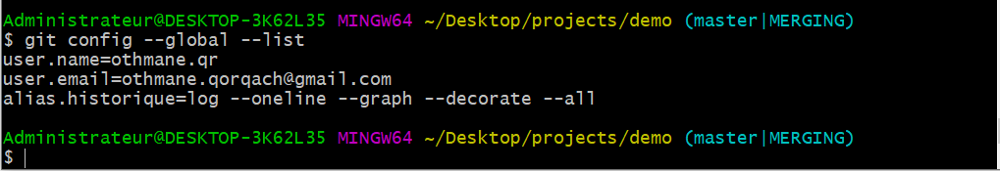 Administrateur@DESKTOP-3K62L35 MINGW64 ~/Desktop/projects/demo (master|MERGING)
$ git config --global --list
user.name=othmane.qr
user.email=othmane.qorqach@gmail.com
alias.historique=log --oneline --graph --decorate --all
Administrateur@DESKTOP-3K62L35 MINGW64 ~/Desktop/projects/demo (master|MERGING)
$